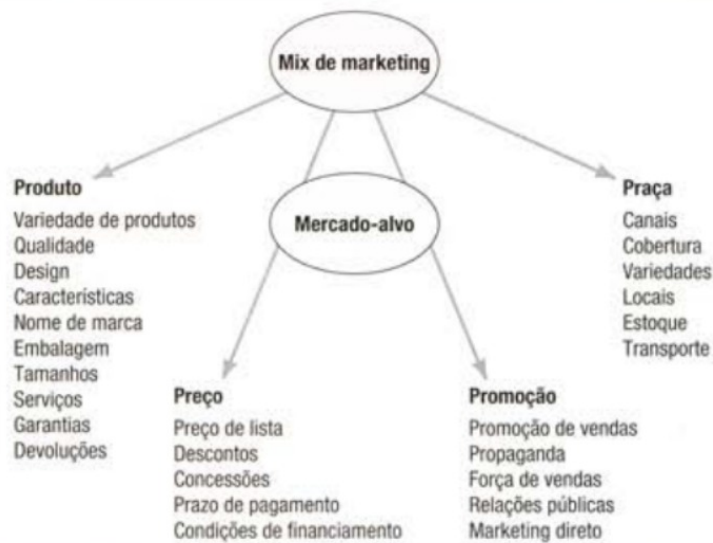 Mix de marketing
Mercado-alvo
Produto
Variedade de produtos
Qualidade
Design
Características
Nome de marca
Embalagem
Tamanhos
Serviços
Garantias
Devoluções
Preço
Preço de lista
Descontos
Concessões
Prazo de pagamento
Condições de financiamento
Promoção
Promoção de vendas
Propaganda
Força de vendas
Relações públicas
Marketing direto
Praça
Canais
Cobertura
Variedades
Locais
Estoque
Transporte